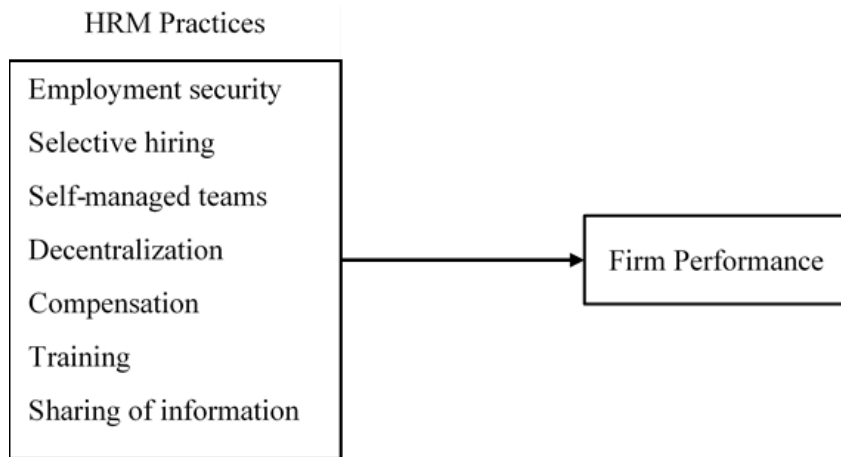 HRM Practices
Employment security
Selective hiring
Self-managed teams
Decentralization
Compensation
Training
Sharing of information
Firm Performance